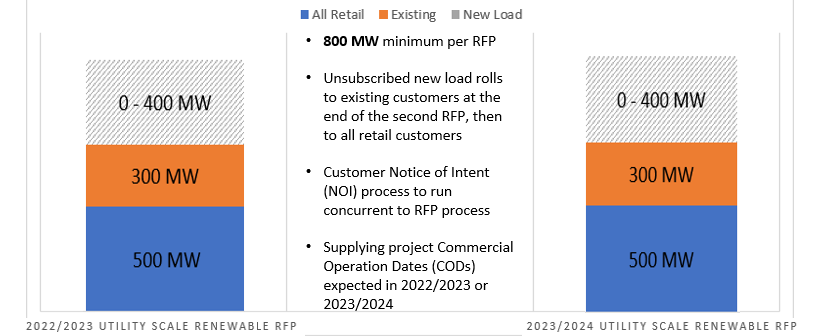 All Retail Existing New Load
0 - 400 MW
300 MW
500 MW
2022/2023 UTILITY SCALE RENEWABLE RFP
• 800 MW minimum per RFP
• Unsubscribed new load rolls
to existing customers at the
end of the second RFP, then
to all retail customers
• Customer Notice of Intent
(NOI) process to run
concurrent to RFP process
• Supplying project Commercial
Operation Dates (CODs)
expected in 2022/2023 or
2023/2024
0 - 400 MW
300 MW
500 MW
2023/2024 UTILITY SCALE RENEWABLE RFP